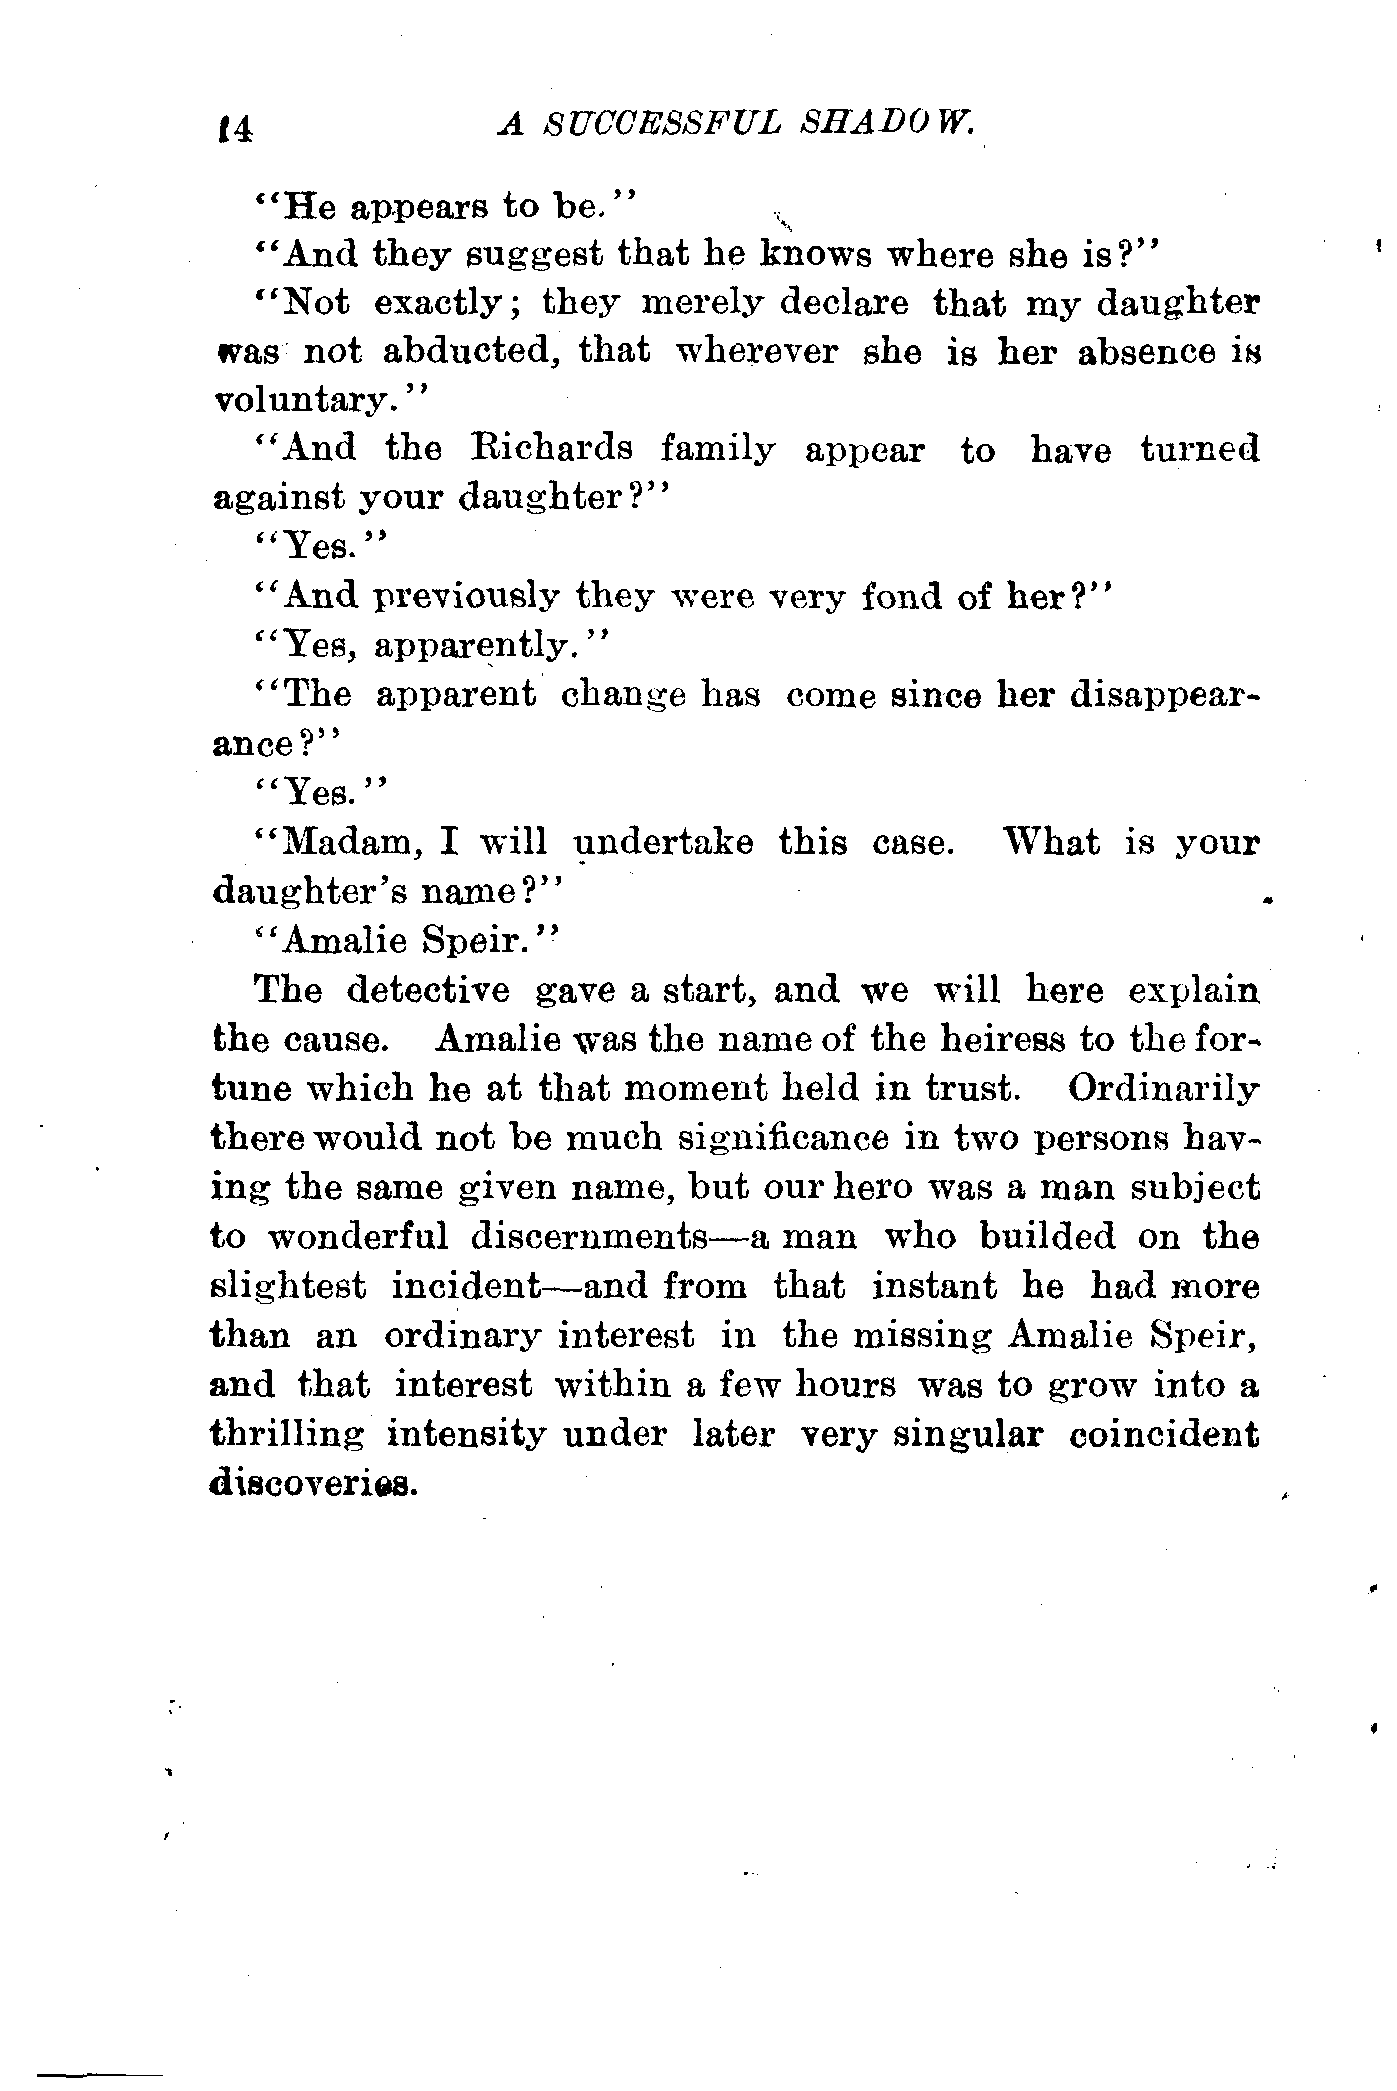 14 A SUCCESSFUL SHADOW.
"He appears to be."
"And they suggest that he knows where she is?"
"Not exactly; they merely declare that my daughter
was not abducted, that wherever she is her absence is
voluntary."
"And the Richards family appear to have turned
against your daughter?"
"Yes."
"And previously they were very fond of her?"
"Yes, apparently."
"The apparent change has come since her disappear-
ance?"
"Yes."
"Madam, I will undertake this case. What is your
daughter's name?"
"Amalie Speir."
The detective gave a start, and we will here explain
the cause. Amalie was the name of the heiress to the for-
tune which he at that moment held in trust. Ordinarily
there would not be much significance in two persons hav-
ing the same given name, but our hero was a man subject
to wonderful discernments—a man who builded on the
slightest incident—and from that instant he had more
than an ordinary interest in the missing Amalie Speir,
and that interest within a few hours was to grow into a
thrilling intensity under later very singular coincident
discoveries.